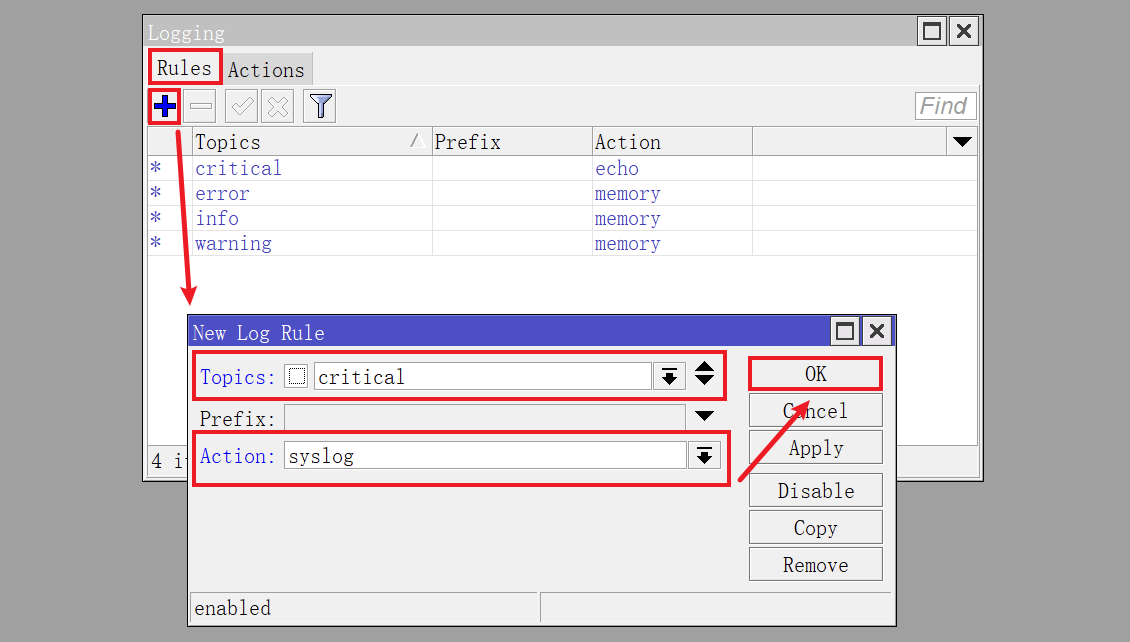 Logging
Rules Actions
Find
Topics Prefix Action
* critical echo
* error memory
* info memory
* warning memory
4
New Log Rule
Topics: critical
Prefix:
Action: syslog
OK
Cancel
Apply
Disable
Copy
Remove
enabled